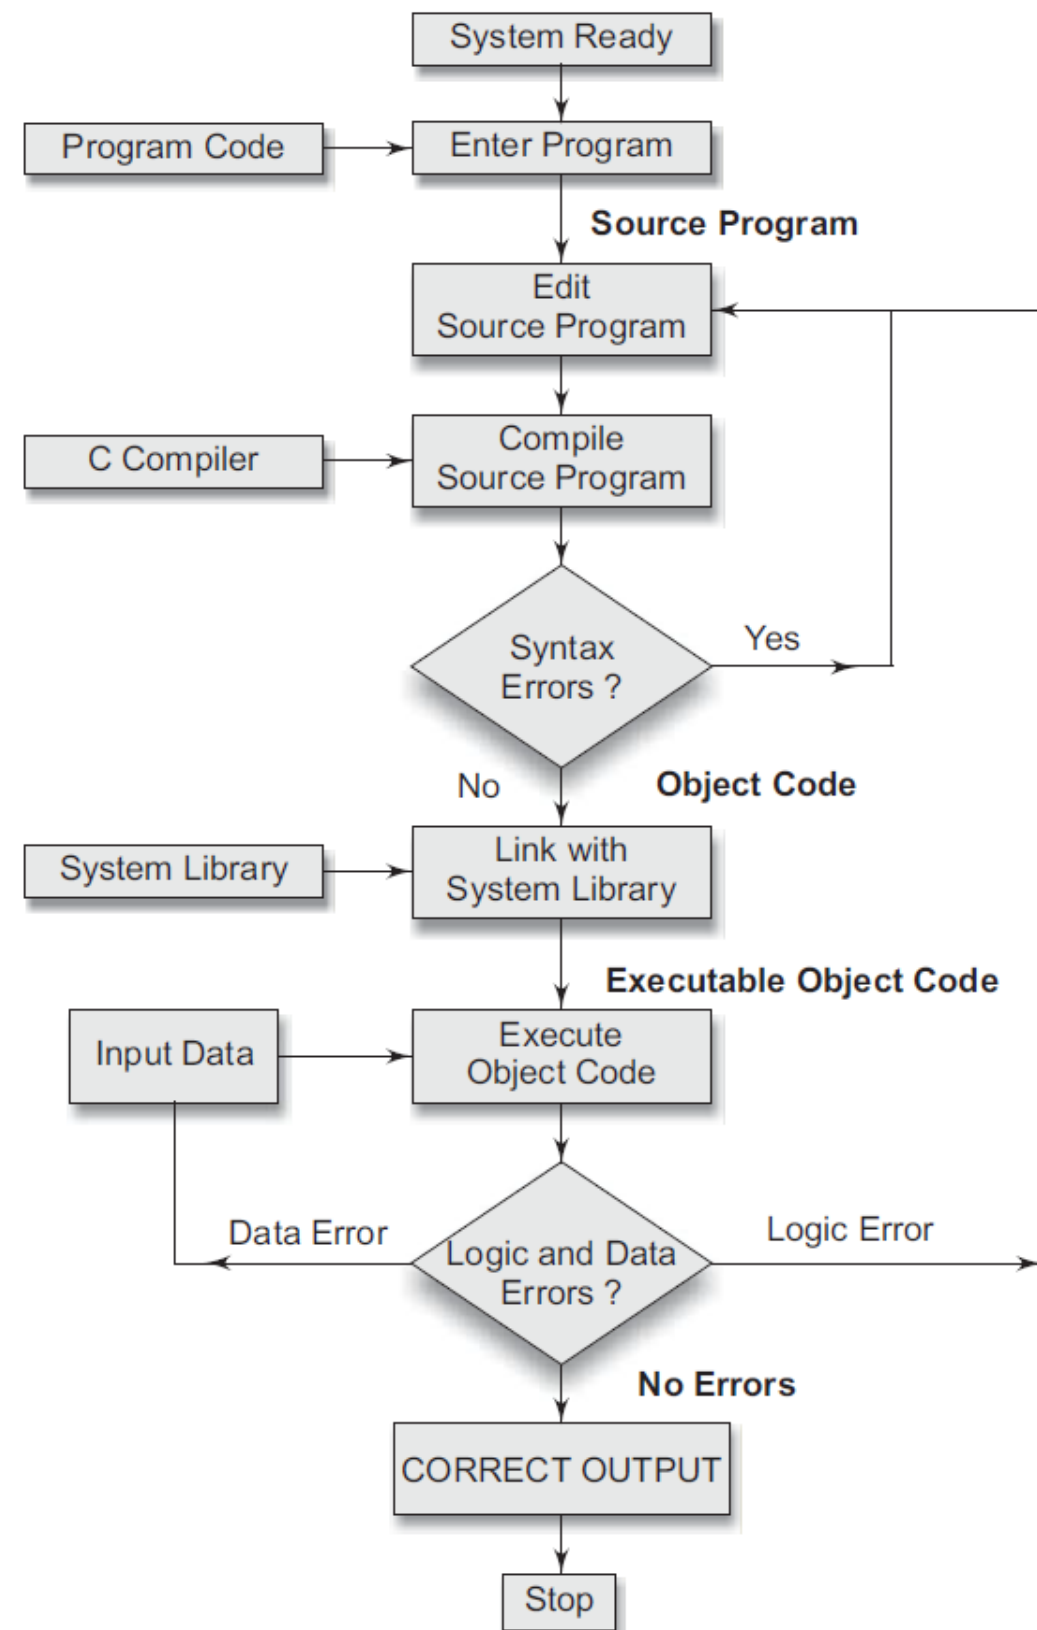 System Ready
Program Code
Enter Program
Source Program
Edit
Source Program
C Compiler
Compile
Source Program
Syntax
Errors ?
Yes
No
Object Code
System Library
Link with
System Library
Executable Object Code
Input Data
Execute
Object Code
Data Error
Logic and Data
Errors ?
Logic Error
No Errors
CORRECT OUTPUT
Stop